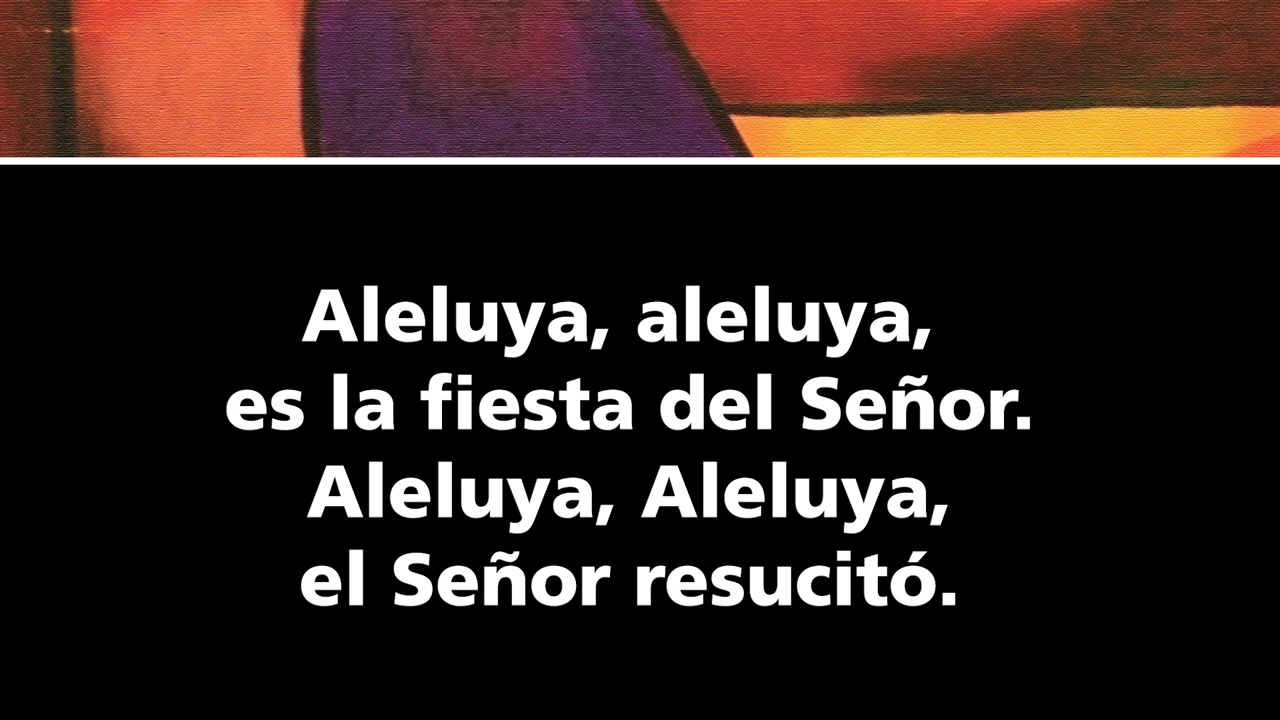 Aleluya, aleluya,
es la fiesta del Señor.
Aleluya, Aleluya,
el Señor resucitó.